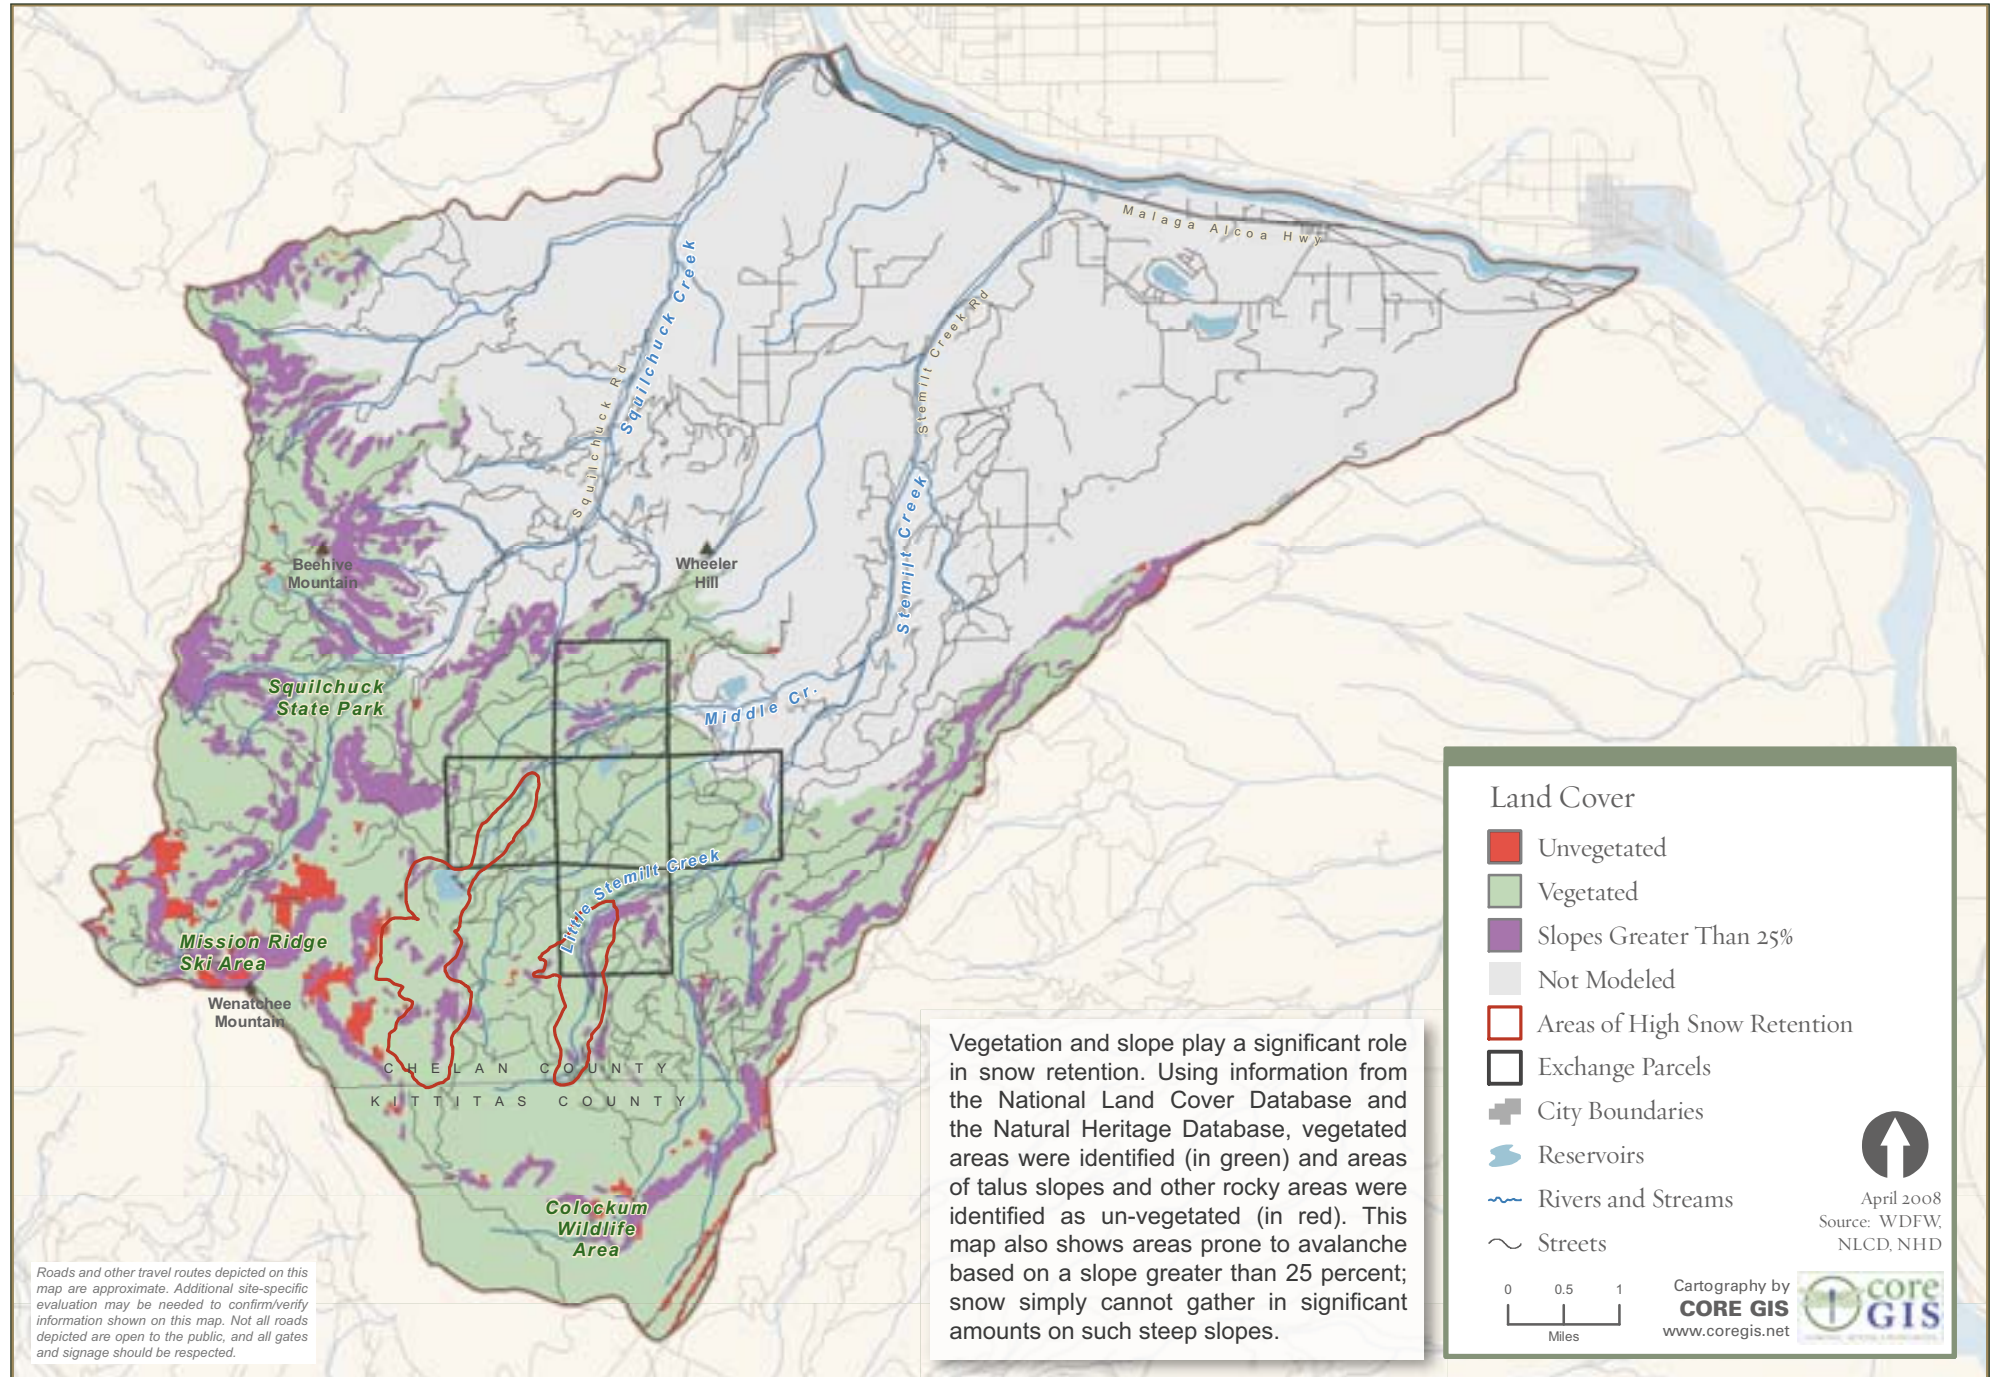 Malaga Alcoa Hwy
Squilchuck Creek
Squilchuck Rd
Stemilt Creek Rd
Stemilt Creek
Beehive
Mountain
Wheeler
Hill
Squilchuck
State Park
Middle Cr.
Little Stemilt Creek
Mission Ridge
Ski Area
Wenatchee
Mountain
CHELAN COUNTY
KITTITAS COUNTY
Colockum
Wildlife
Area
Roads and other travel routes depicted on this
map are approximate. Additional site-specific
evaluation may be needed to confirm/verify
information shown on this map. Not all roads
depicted are open to the public, and all gates
and signage should be respected.
Vegetation and slope play a significant role
in snow retention. Using information from
the National Land Cover Database and
the Natural Heritage Database, vegetated
areas were identified (in green) and areas
of talus slopes and other rocky areas were
identified as un-vegetated (in red). This
map also shows areas prone to avalanche
based on a slope greater than 25 percent;
snow simply cannot gather in significant
amounts on such steep slopes.
Land Cover
Unvegetated
Vegetated
Slopes Greater Than 25%
Not Modeled
Areas of High Snow Retention
Exchange Parcels
City Boundaries
Reservoirs
Rivers and Streams
Streets
April 2008
Source: WDFW,
NLCD, NHD
0 0.5 1
Miles
Cartography by
CORE GIS
www.coregis.net
core
GIS